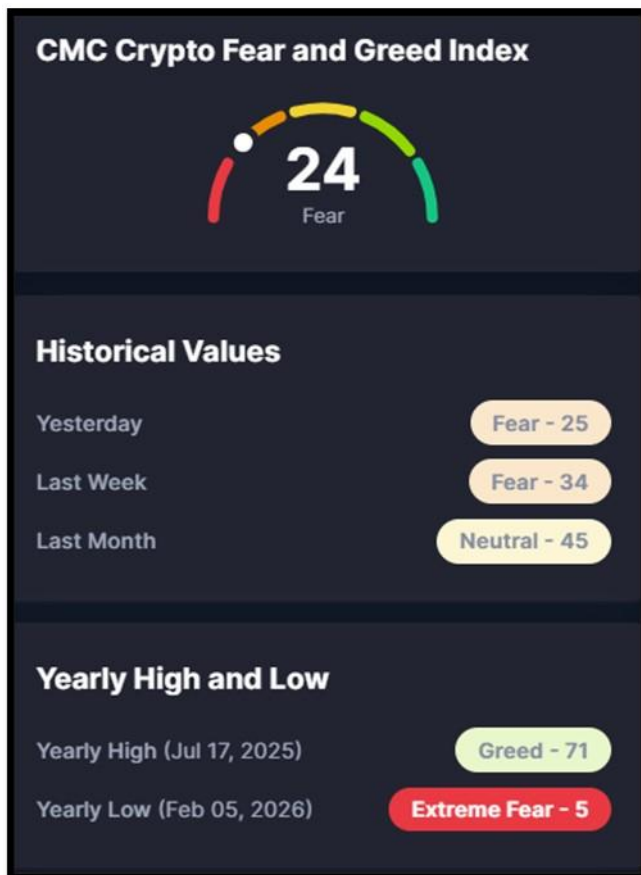 CMC Crypto Fear and Greed Index
24
Fear
Historical Values
Yesterday Fear - 25
Last Week Fear - 34
Last Month Neutral - 45
Yearly High and Low
Yearly High (Jul 17, 2025) Greed - 71
Yearly Low (Feb 05, 2026) Extreme Fear - 5